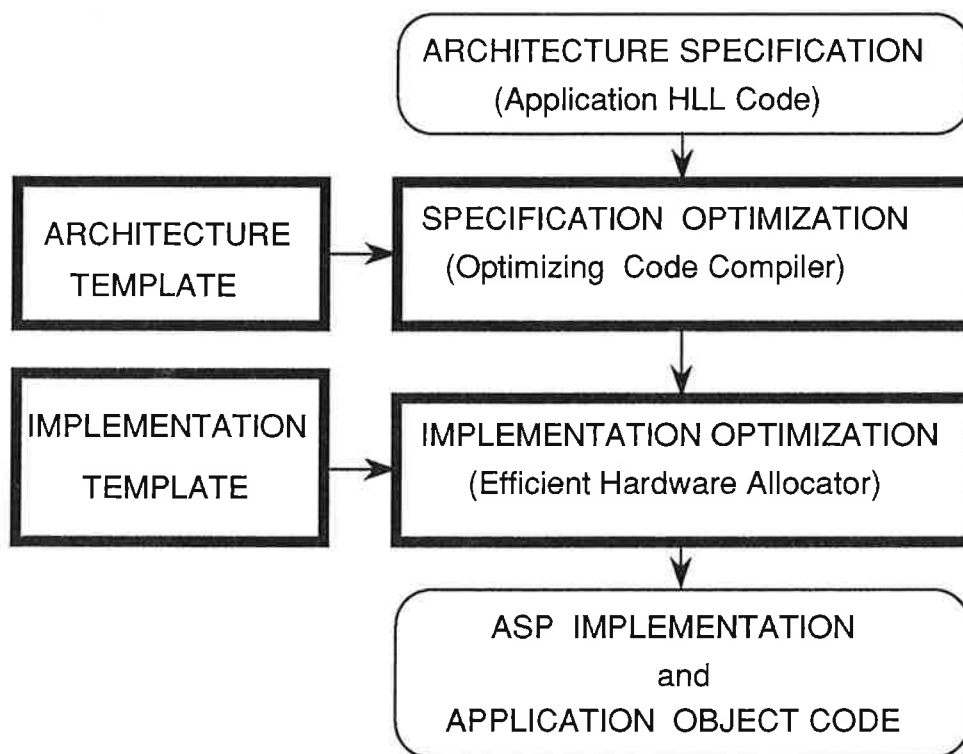 ARCHITECTURE SPECIFICATION
(Application HLL Code)
ARCHITECTURE
TEMPLATE
SPECIFICATION OPTIMIZATION
(Optimizing Code Compiler)
IMPLEMENTATION
TEMPLATE
IMPLEMENTATION OPTIMIZATION
(Efficient Hardware Allocator)
ASP IMPLEMENTATION
and
APPLICATION OBJECT CODE